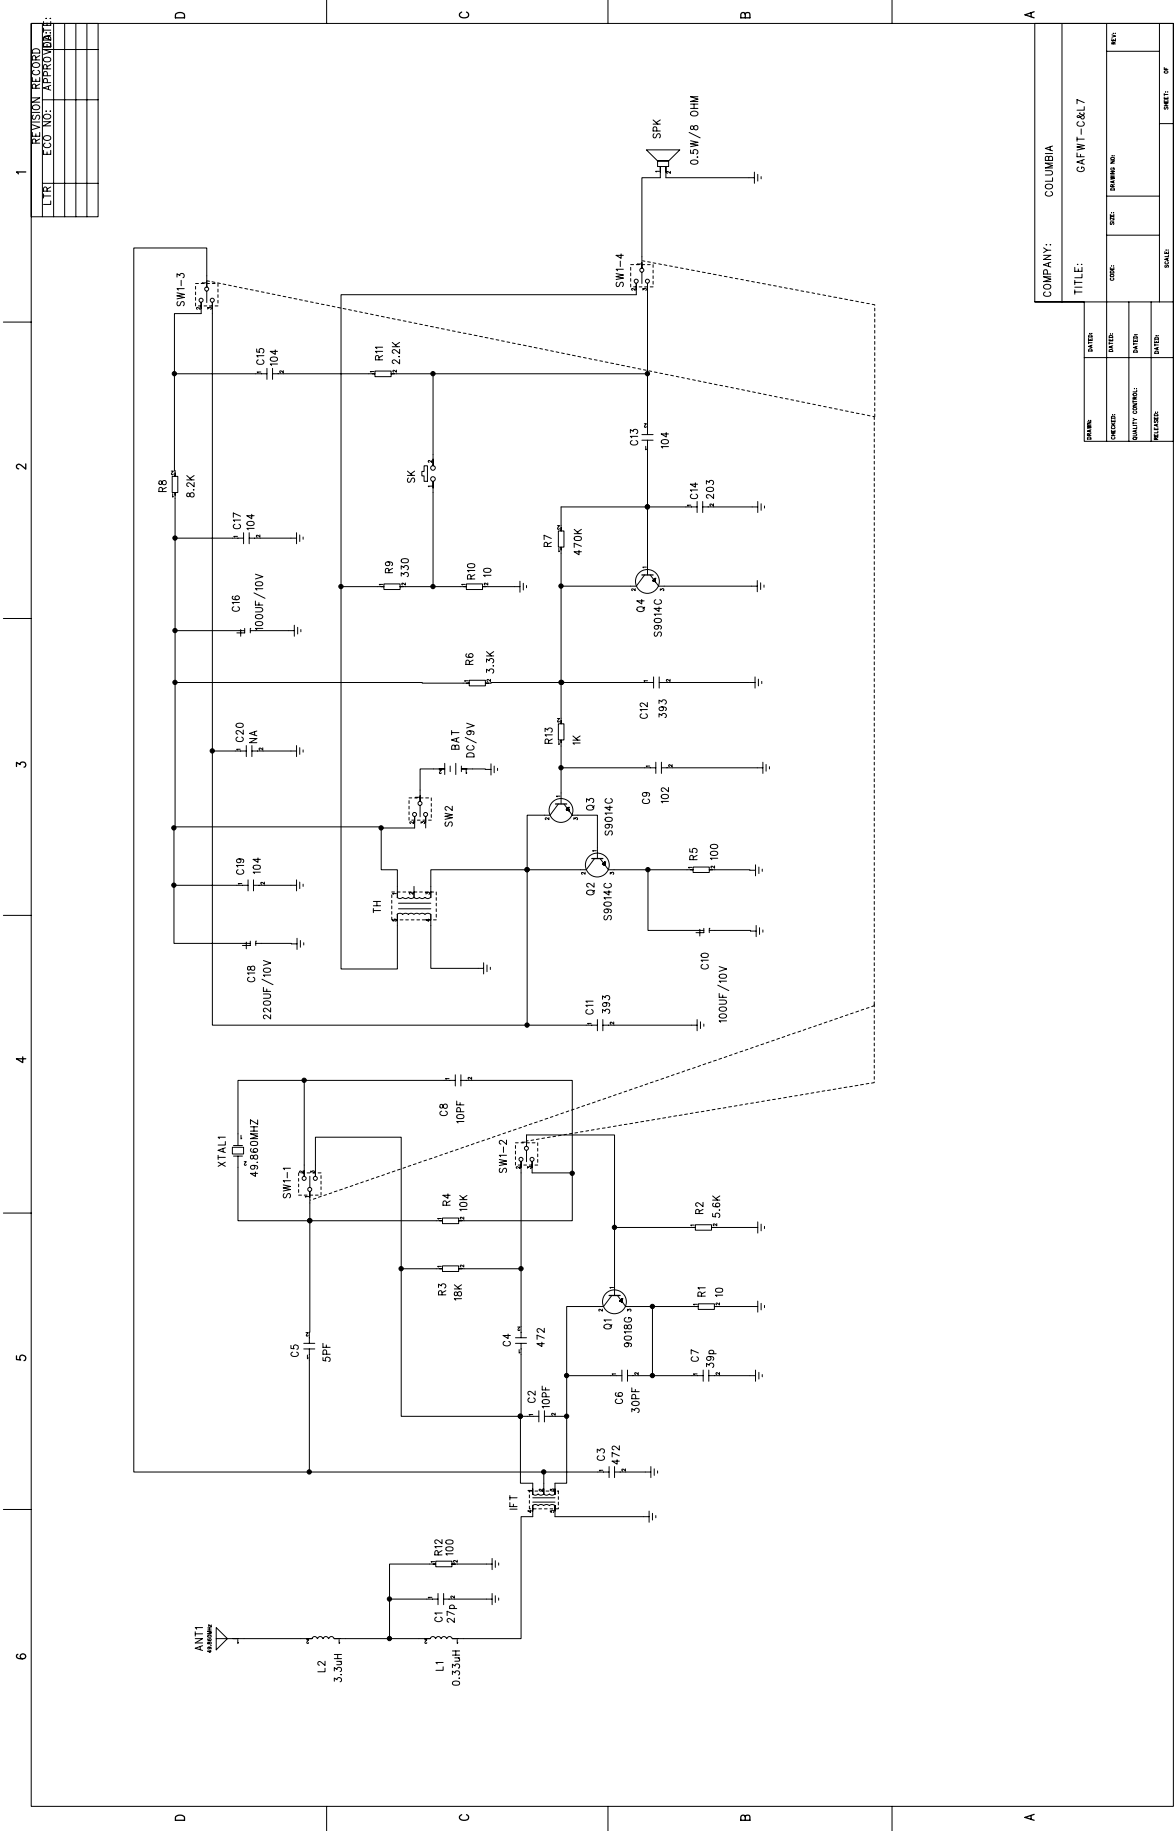 D
C
B
A
1
2
3
4
5
6
REVISION RECORD
LTR
ECO NO:
APPROVED:
DATE:
ANT1
49.860MHz
L2
3.3uH
L1
0.33uH
C1
27p
R12
100
IFT
C3
472
C2
10PF
C4
472
C5
5PF
C6
30PF
C7
39p
Q1
9018G
R1
10
R2
5.6K
R3
18K
R4
10K
SW1-1
SW1-2
XTAL1
49.860MHZ
C8
10PF
C11
393
C10
100UF/10V
R5
100
Q2
S9014C
Q3
S9014C
C9
102
R13
1K
C12
393
R6
3.3K
TH
SW2
BAT
DC/9V
C18
220UF/10V
C19
104
C20
NA
C16
100UF/10V
C17
104
R8
8.2K
R9
330
R10
10
SK
R7
470K
Q4
S9014C
C14
203
C13
104
C15
104
R11
2.2K
SW1-3
SW1-4
SPK
0.5W/8 OHM
COMPANY:
COLUMBIA
TITLE:
GAFWT-C&L7
CODE:
SIZE:
DRAWING NO:
REV:
SCALE:
SHEET: OF
DRAWN:
DATED:
CHECKED:
DATED:
QUALITY CONTROL:
DATED:
RELEASED:
DATED:
D
C
B
A